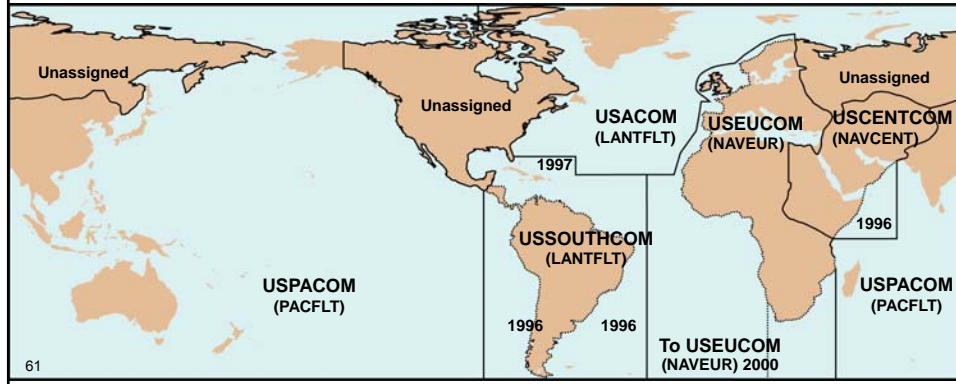 Unassigned
Unassigned
Unassigned
USACOM
(LANTFLT)
USEUCOM
(NAVEUR)
USCENTCOM
(NAVCENT)
1997
1996
USSOUTHCOM
(LANTFLT)
USPACOM
(PACFLT)
USPACOM
(PACFLT)
1996
1996
To USEUCOM
(NAVEUR) 2000
61